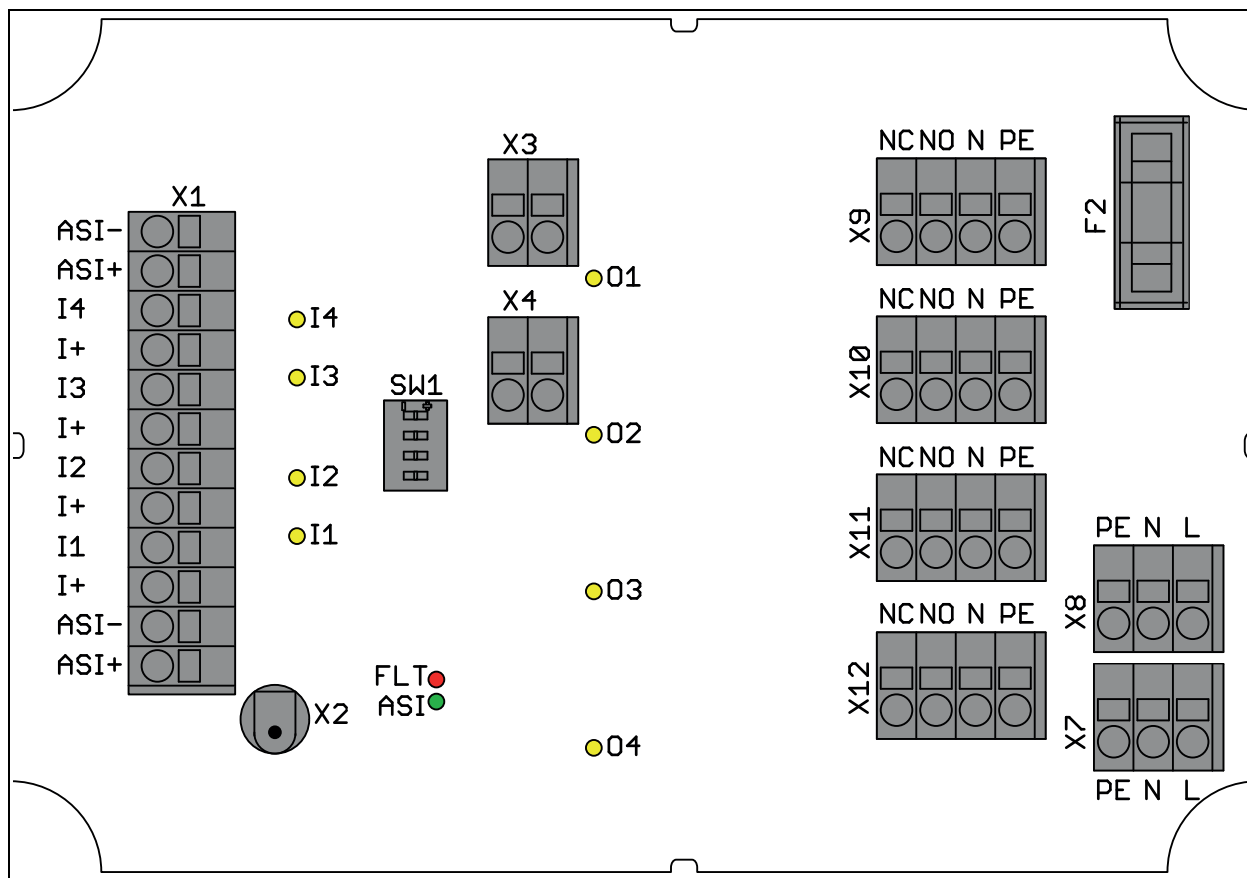 X1
ASI-
ASI+
I4
I+
I3
I+
I2
I+
I1
I+
ASI-
ASI+
X2
I4
I3
I2
I1
SW1
FLT
ASI
X3
X4
O1
O2
O3
O4
NC NO N PE
X9
NC NO N PE
X10
NC NO N PE
X11
NC NO N PE
X12
F2
PE N L
X8
X7
PE N L